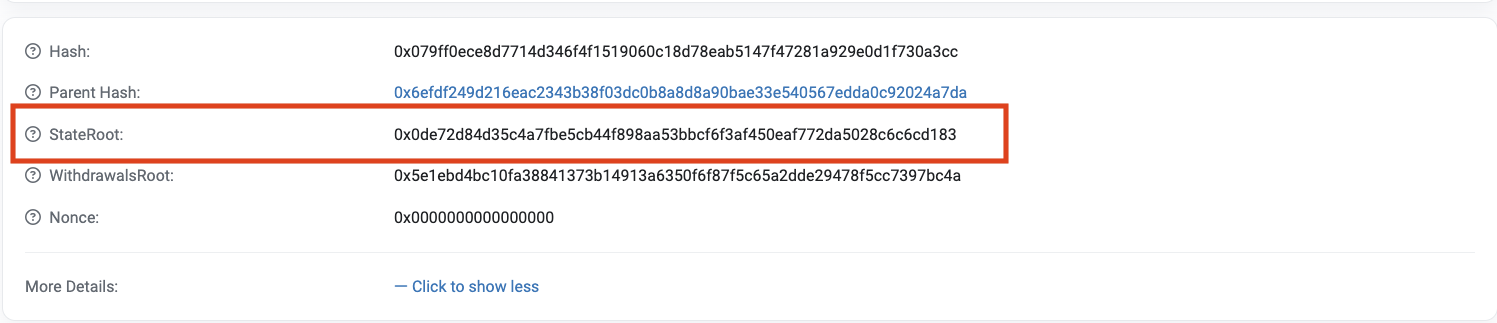 Hash: 0x079ff0ece8d7714d346f4f1519060c18d78eab5147f47281a929e0d1f730a3cc
Parent Hash: 0x6efdf249d216eac2343b38f03dc0b8a8d8a90bae33e540567edda0c92024a7da
StateRoot: 0x0de72d84d35c4a7fbe5cb44f898aa53bbcf6f3af450eaf772da5028c6c6cd183
WithdrawalsRoot: 0x5e1ebd4bc10fa38841373b14913a6350f6f87f5c65a2dde29478f5cc7397bc4a
Nonce: 0x0000000000000000
More Details: — Click to show less